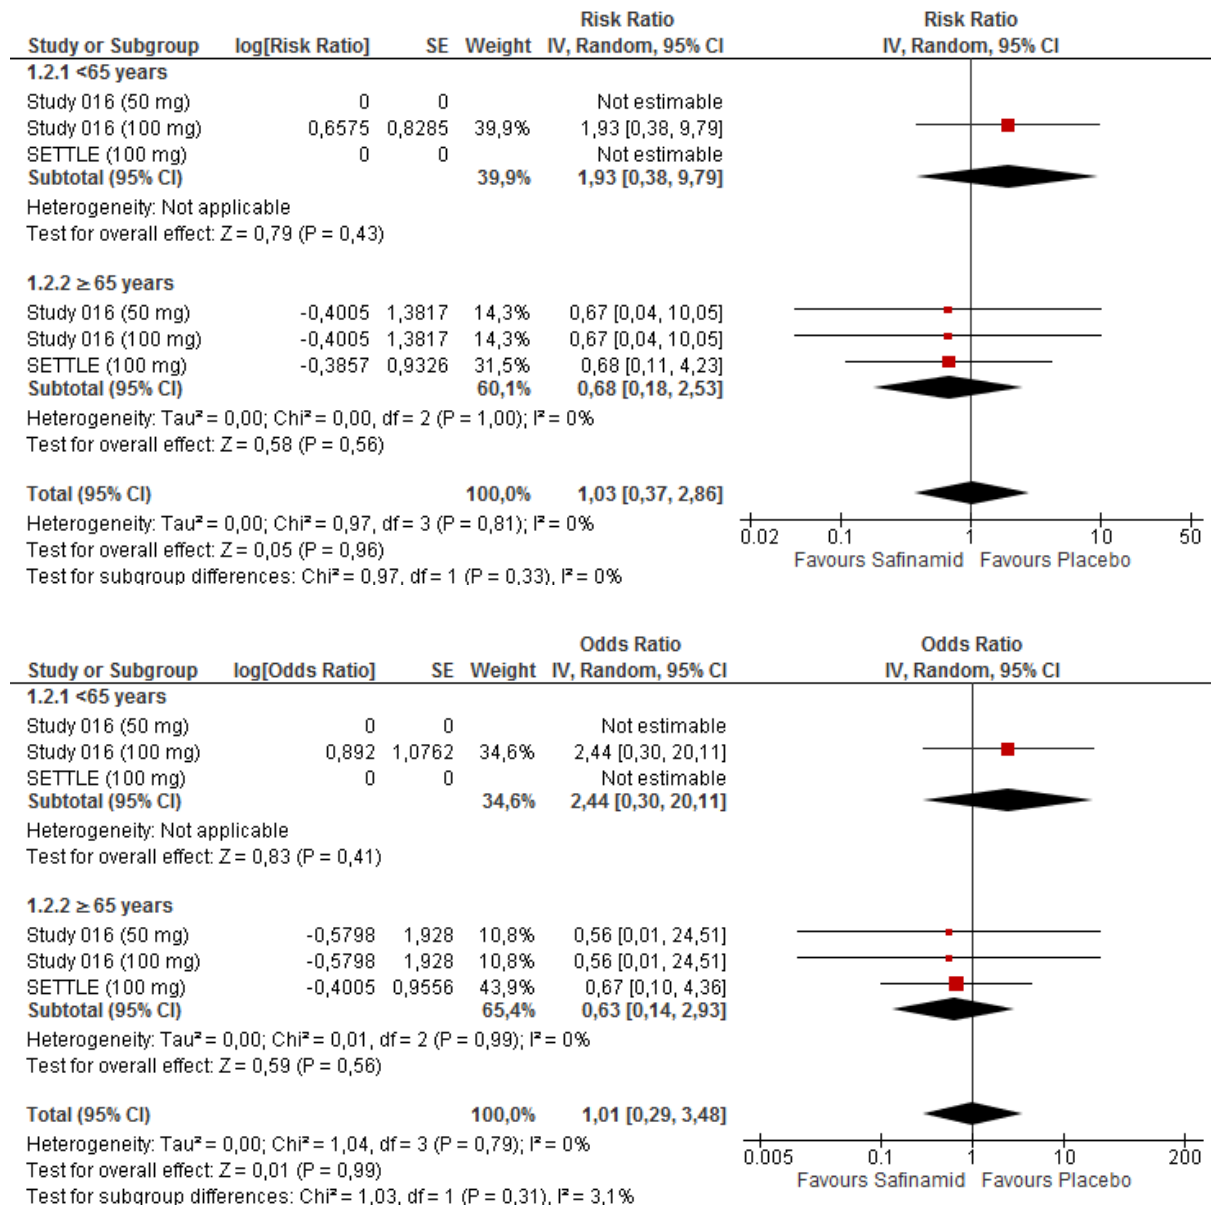 Risk Ratio Risk Ratio
Study or Subgroup log[Risk Ratio] SE Weight IV, Random, 95% CI IV, Random, 95% CI
1.2.1 <65 years
Study 016 (50 mg) 0 0 Not estimable
Study 016 (100 mg) 0,6575 0,8285 39,9% 1,93 [0,38, 9,79]
SETTLE (100 mg) 0 0 Not estimable
Subtotal (95% CI) 39,9% 1,93 [0,38, 9,79]
Heterogeneity: Not applicable
Test for overall effect: Z = 0,79 (P = 0,43)
1.2.2 ≥ 65 years
Study 016 (50 mg) -0,4005 1,3817 14,3% 0,67 [0,04, 10,05]
Study 016 (100 mg) -0,4005 1,3817 14,3% 0,67 [0,04, 10,05]
SETTLE (100 mg) -0,3857 0,9326 31,5% 0,68 [0,11, 4,23]
Subtotal (95% CI) 60,1% 0,68 [0,18, 2,53]
Heterogeneity: Tau² = 0,00; Chi² = 0,00, df = 2 (P = 1,00); I² = 0%
Test for overall effect: Z = 0,58 (P = 0,56)
Total (95% CI) 100,0% 1,03 [0,37, 2,86]
Heterogeneity: Tau² = 0,00; Chi² = 0,97, df = 3 (P = 0,81); I² = 0%
Test for overall effect: Z = 0,05 (P = 0,96)
Test for subgroup differences: Chi² = 0,97, df = 1 (P = 0,33), I² = 0%
0.02 0.1 1 10 50
Favours Safinamid Favours Placebo
Odds Ratio Odds Ratio
Study or Subgroup log[Odds Ratio] SE Weight IV, Random, 95% CI IV, Random, 95% CI
1.2.1 <65 years
Study 016 (50 mg) 0 0 Not estimable
Study 016 (100 mg) 0,892 1,0762 34,6% 2,44 [0,30, 20,11]
SETTLE (100 mg) 0 0 Not estimable
Subtotal (95% CI) 34,6% 2,44 [0,30, 20,11]
Heterogeneity: Not applicable
Test for overall effect: Z = 0,83 (P = 0,41)
1.2.2 ≥ 65 years
Study 016 (50 mg) -0,5798 1,928 10,8% 0,56 [0,01, 24,51]
Study 016 (100 mg) -0,5798 1,928 10,8% 0,56 [0,01, 24,51]
SETTLE (100 mg) -0,4005 0,9556 43,9% 0,67 [0,10, 4,36]
Subtotal (95% CI) 65,4% 0,63 [0,14, 2,93]
Heterogeneity: Tau² = 0,00; Chi² = 0,01, df = 2 (P = 0,99); I² = 0%
Test for overall effect: Z = 0,59 (P = 0,56)
Total (95% CI) 100,0% 1,01 [0,29, 3,48]
Heterogeneity: Tau² = 0,00; Chi² = 1,04, df = 3 (P = 0,79); I² = 0%
Test for overall effect: Z = 0,01 (P = 0,99)
Test for subgroup differences: Chi² = 1,03, df = 1 (P = 0,31), I² = 3,1%
0.005 0.1 1 10 200
Favours Safinamid Favours Placebo